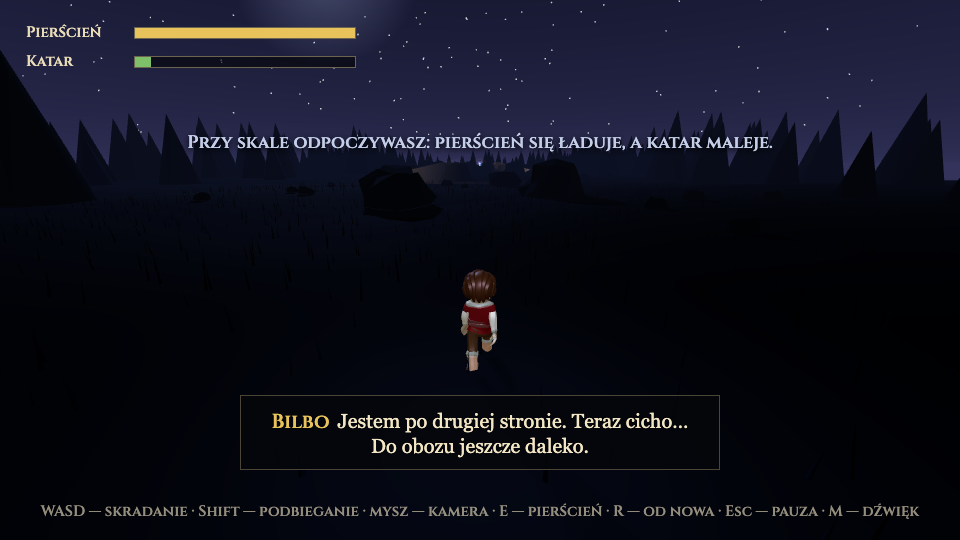 Pierścień
Katar
Przy skale odpoczywasz: pierścień się ładuje, a katar maleje.
Bilbo Jestem po drugiej stronie. Teraz cicho...
Do obozu jeszcze daleko.
WASD — skradanie · Shift — podbieganie · mysz — kamera · E — pierścień · R — od nowa · Esc — pauza · M — dźwięk